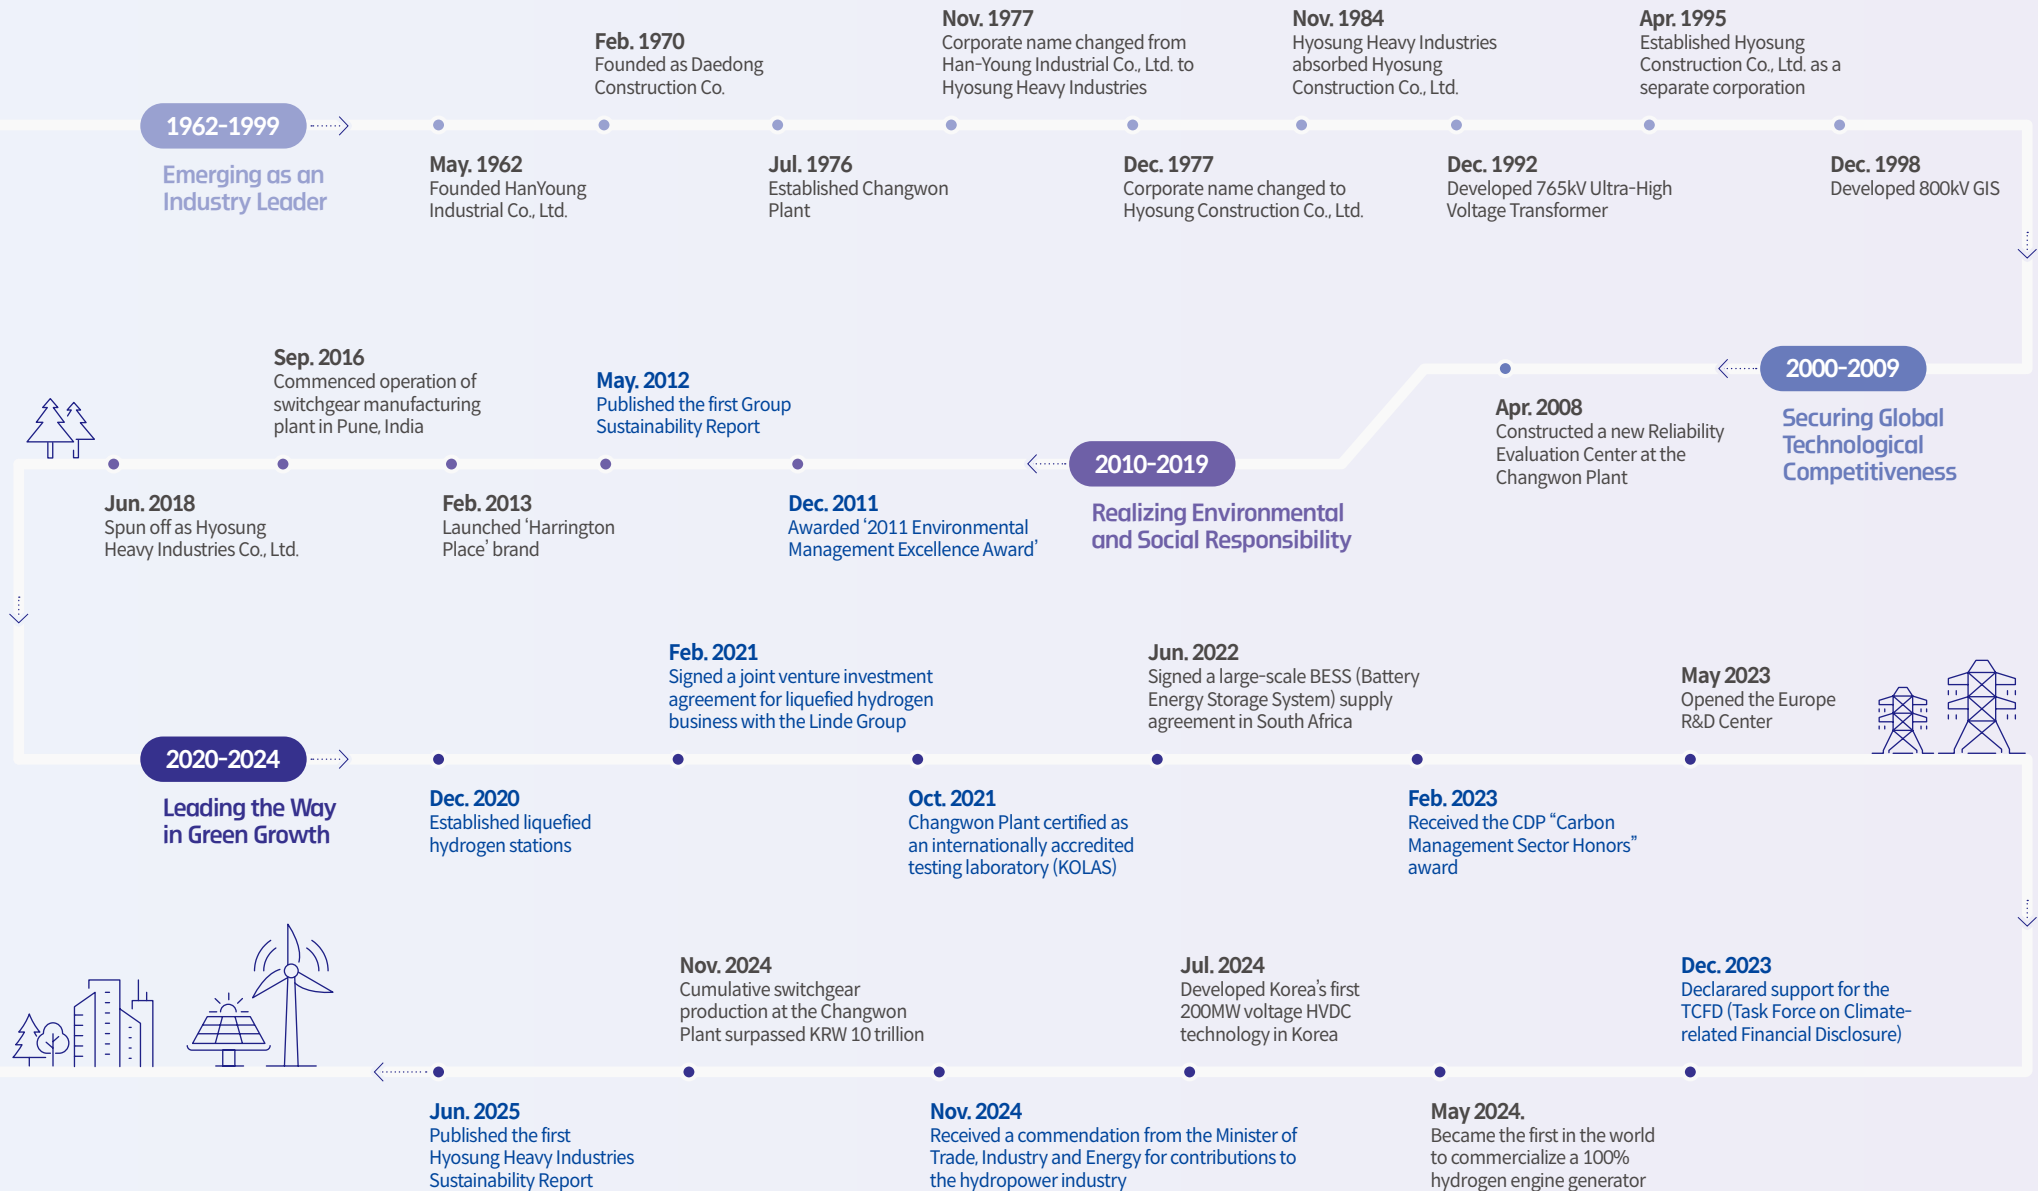 1962-1999
Emerging as an
Industry Leader
May. 1962
Founded HanYoung
Industrial Co., Ltd.
Feb. 1970
Founded as Daedong
Construction Co.
Jul. 1976
Established Changwon
Plant
Nov. 1977
Corporate name changed from
Han-Young Industrial Co., Ltd. to
Hyosung Heavy Industries
Dec. 1977
Corporate name changed to
Hyosung Construction Co., Ltd.
Nov. 1984
Hyosung Heavy Industries
absorbed Hyosung
Construction Co., Ltd.
Dec. 1992
Developed 765kV Ultra-High
Voltage Transformer
Apr. 1995
Established Hyosung
Construction Co., Ltd. as a
separate corporation
Dec. 1998
Developed 800kV GIS
2000-2009
Securing Global
Technological
Competitiveness
Apr. 2008
Constructed a new Reliability
Evaluation Center at the
Changwon Plant
2010-2019
Realizing Environmental
and Social Responsibility
Dec. 2011
Awarded ‘2011 Environmental
Management Excellence Award’
May. 2012
Published the first Group
Sustainability Report
Feb. 2013
Launched ‘Harrington
Place’ brand
Sep. 2016
Commenced operation of
switchgear manufacturing
plant in Pune, India
Jun. 2018
Spun off as Hyosung
Heavy Industries Co., Ltd.
2020-2024
Leading the Way
in Green Growth
Dec. 2020
Established liquefied
hydrogen stations
Feb. 2021
Signed a joint venture investment
agreement for liquefied hydrogen
business with the Linde Group
Oct. 2021
Changwon Plant certified as
an internationally accredited
testing laboratory (KOLAS)
Jun. 2022
Signed a large-scale BESS (Battery
Energy Storage System) supply
agreement in South Africa
Feb. 2023
Received the CDP “Carbon
Management Sector Honors”
award
May 2023
Opened the Europe
R&D Center
Dec. 2023
Declarared support for the
TCFD (Task Force on Climate-
related Financial Disclosure)
May 2024.
Became the first in the world
to commercialize a 100%
hydrogen engine generator
Jul. 2024
Developed Korea’s first
200MW voltage HVDC
technology in Korea
Nov. 2024
Received a commendation from the Minister of
Trade, Industry and Energy for contributions to
the hydropower industry
Nov. 2024
Cumulative switchgear
production at the Changwon
Plant surpassed KRW 10 trillion
Jun. 2025
Published the first
Hyosung Heavy Industries
Sustainability Report